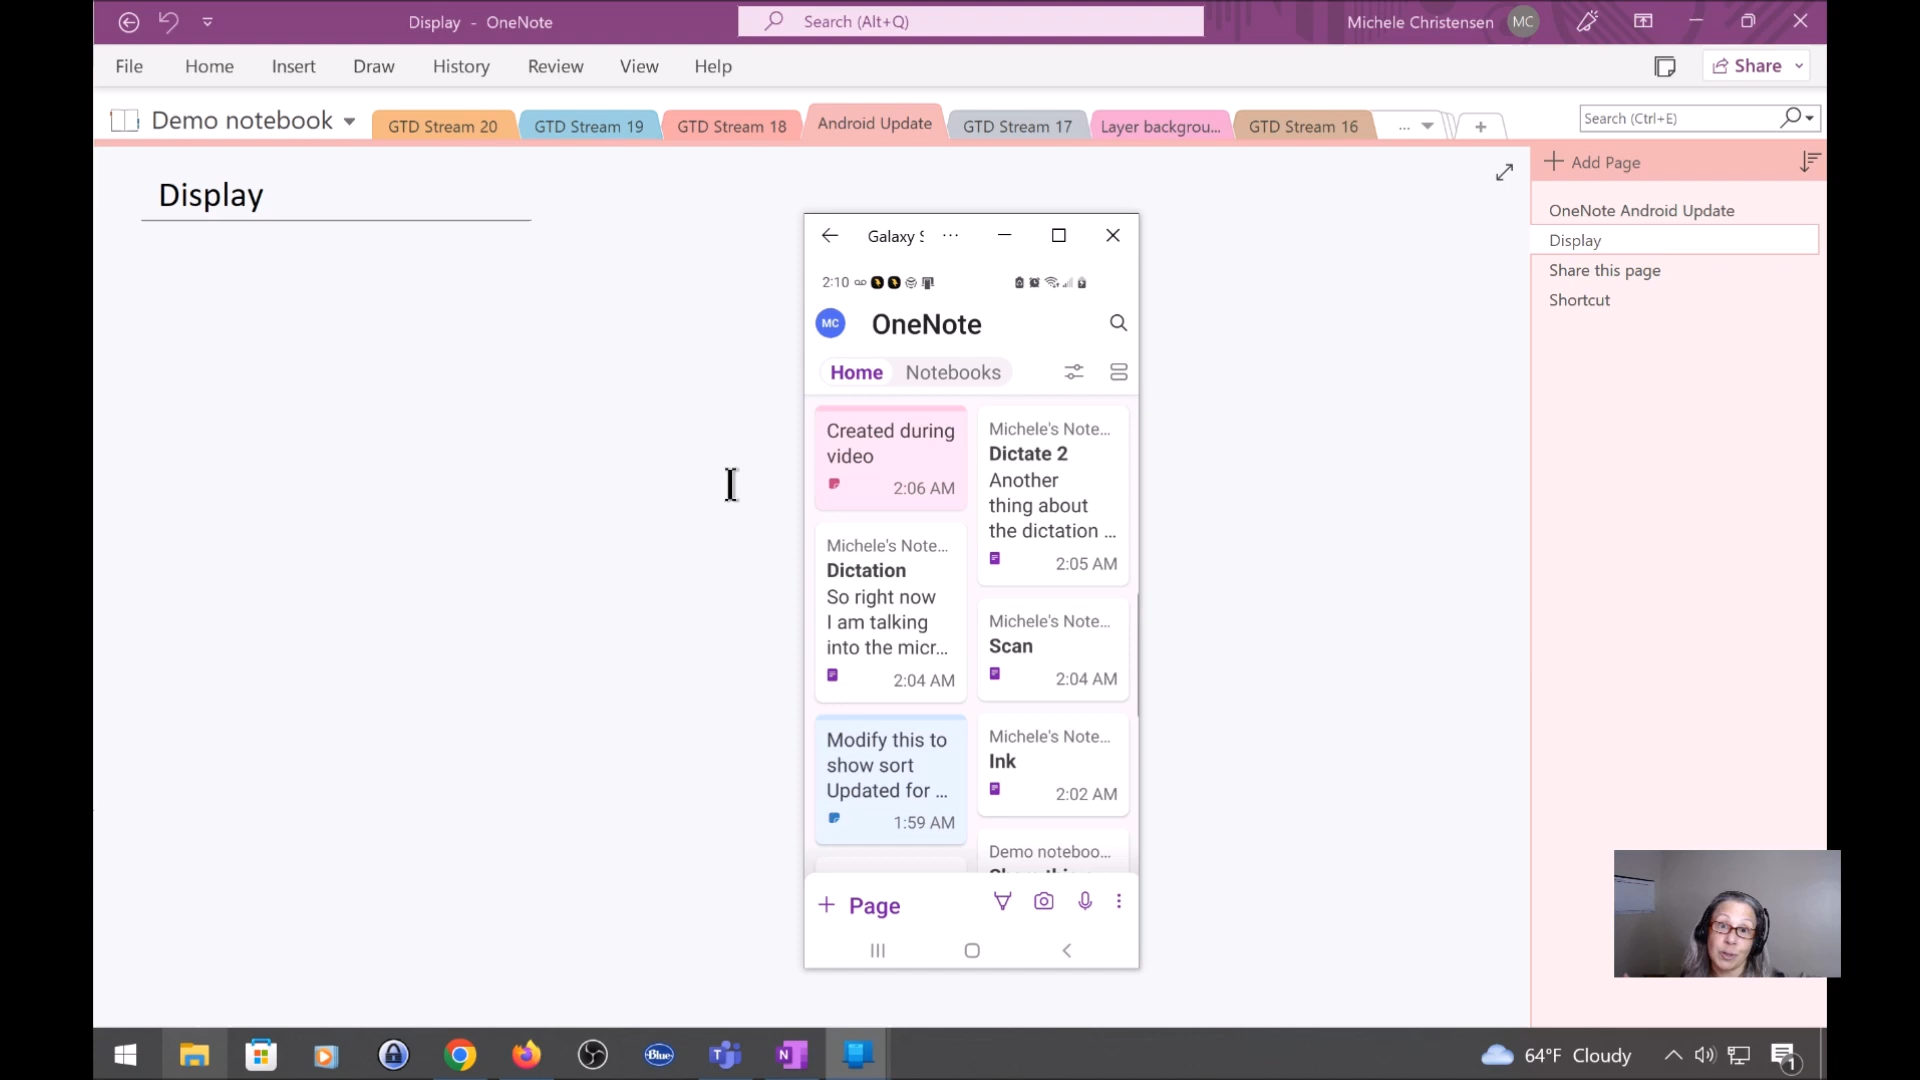 Display - OneNote
Search (Alt+Q)
Michele Christensen
MC
File
Home
Insert
Draw
History
Review
View
Help
Share
Demo notebook
GTD Stream 20
GTD Stream 19
GTD Stream 18
Android Update
GTD Stream 17
Layer backgrou...
GTD Stream 16
...
Search (Ctrl+E)
Display
Add Page
OneNote Android Update
Display
Share this page
Shortcut
Galaxy S
2:10
MC
OneNote
Home
Notebooks
Created during
video
2:06 AM
Michele's Note...
Dictation
So right now
I am talking
into the micr...
2:04 AM
Modify this to
show sort
Updated for ...
1:59 AM
Michele's Note...
Dictate 2
Another
thing about
the dictation ...
2:05 AM
Michele's Note...
Scan
2:04 AM
Michele's Note...
Ink
2:02 AM
Demo noteboo...
+ Page
Blue
64°F Cloudy
1